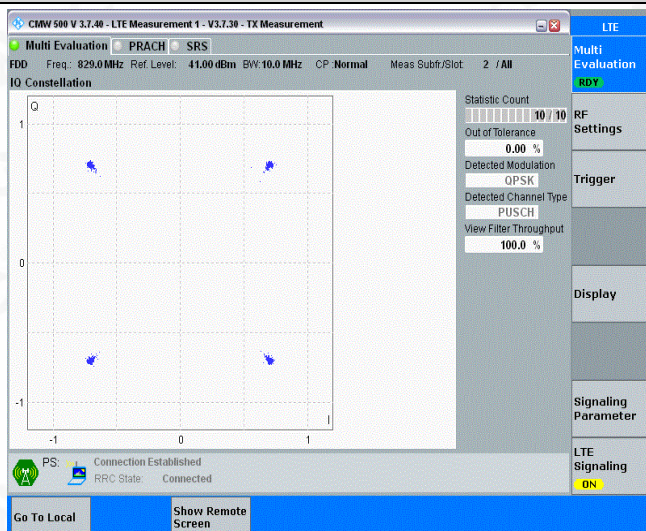 CMW 500 V 3.7.40 - LTE Measurement 1 - V3.7.30 - TX Measurement
LTE
Multi Evaluation PRACH SRS
FDD Freq.: 829.0 MHz Ref. Level: 41.00 dBm BW: 10.0 MHz CP : Normal Meas Subfr./Slot: 2 / All
IQ Constellation
Q
1
0
-1
-1 0 1
I
Statistic Count
10 / 10
Out of Tolerance
0.00 %
Detected Modulation
QPSK
Detected Channel Type
PUSCH
View Filter Throughput
100.0 %
Multi
Evaluation
RDY
RF
Settings
Trigger
Display
Signaling
Parameter
LTE
Signaling
ON
PS: Connection Established
RRC State: Connected
Go To Local
Show Remote
Screen